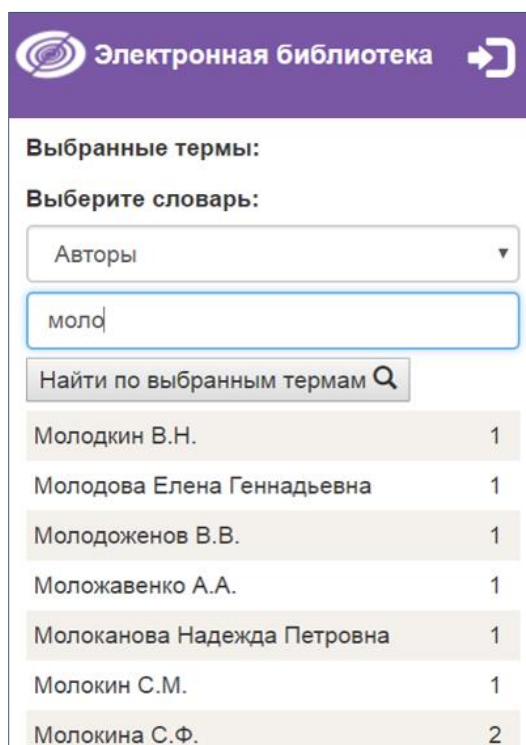 Электронная библиотека
Выбранные термы:
Выберите словарь:
Авторы
моло
Найти по выбранным термам
Молодкин В.Н. 1
Молодова Елена Геннадьевна 1
Молодоженов В.В. 1
Моложавенко А.А. 1
Молоканова Надежда Петровна 1
Молокин С.М. 1
Молокина С.Ф. 2